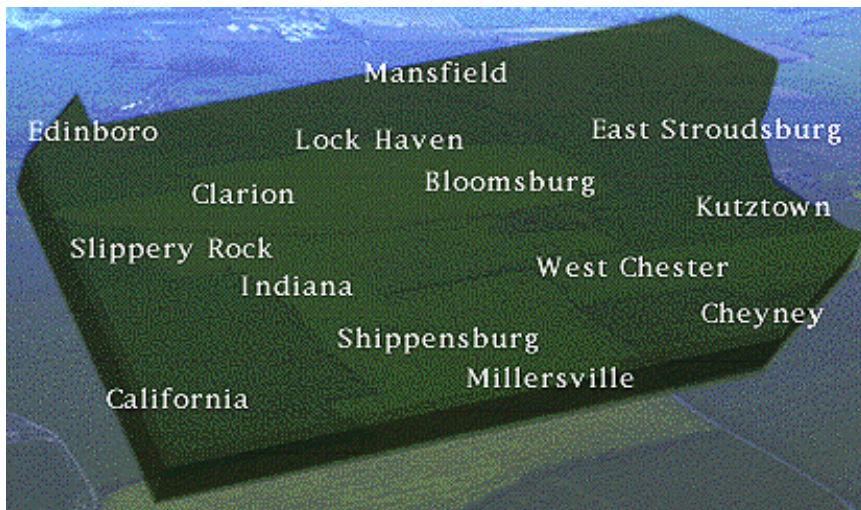 Mansfield
Edinboro
Lock Haven
East Stroudsburg
Clarion
Bloomsburg
Kutztown
Slippery Rock
West Chester
Indiana
Cheyney
Shippensburg
Millersville
California